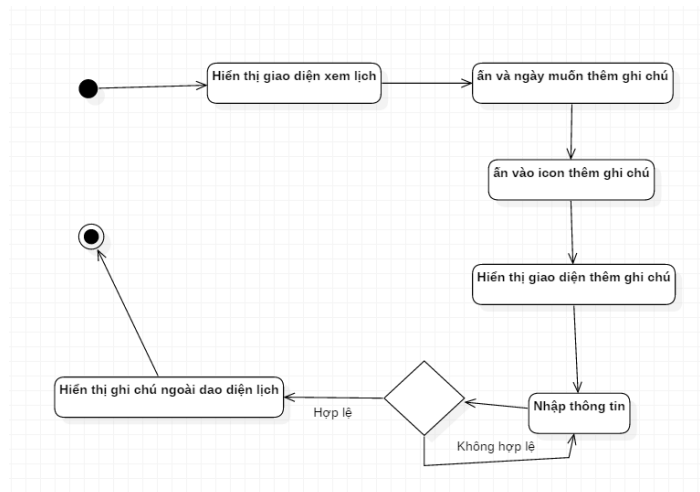 Hiển thị giao diện xem lịch
ấn và ngày muốn thêm ghi chú
ấn vào icon thêm ghi chú
Hiển thị giao diện thêm ghi chú
Nhập thông tin
Không hợp lệ
Hợp lệ
Hiển thị ghi chú ngoài dao diện lịch